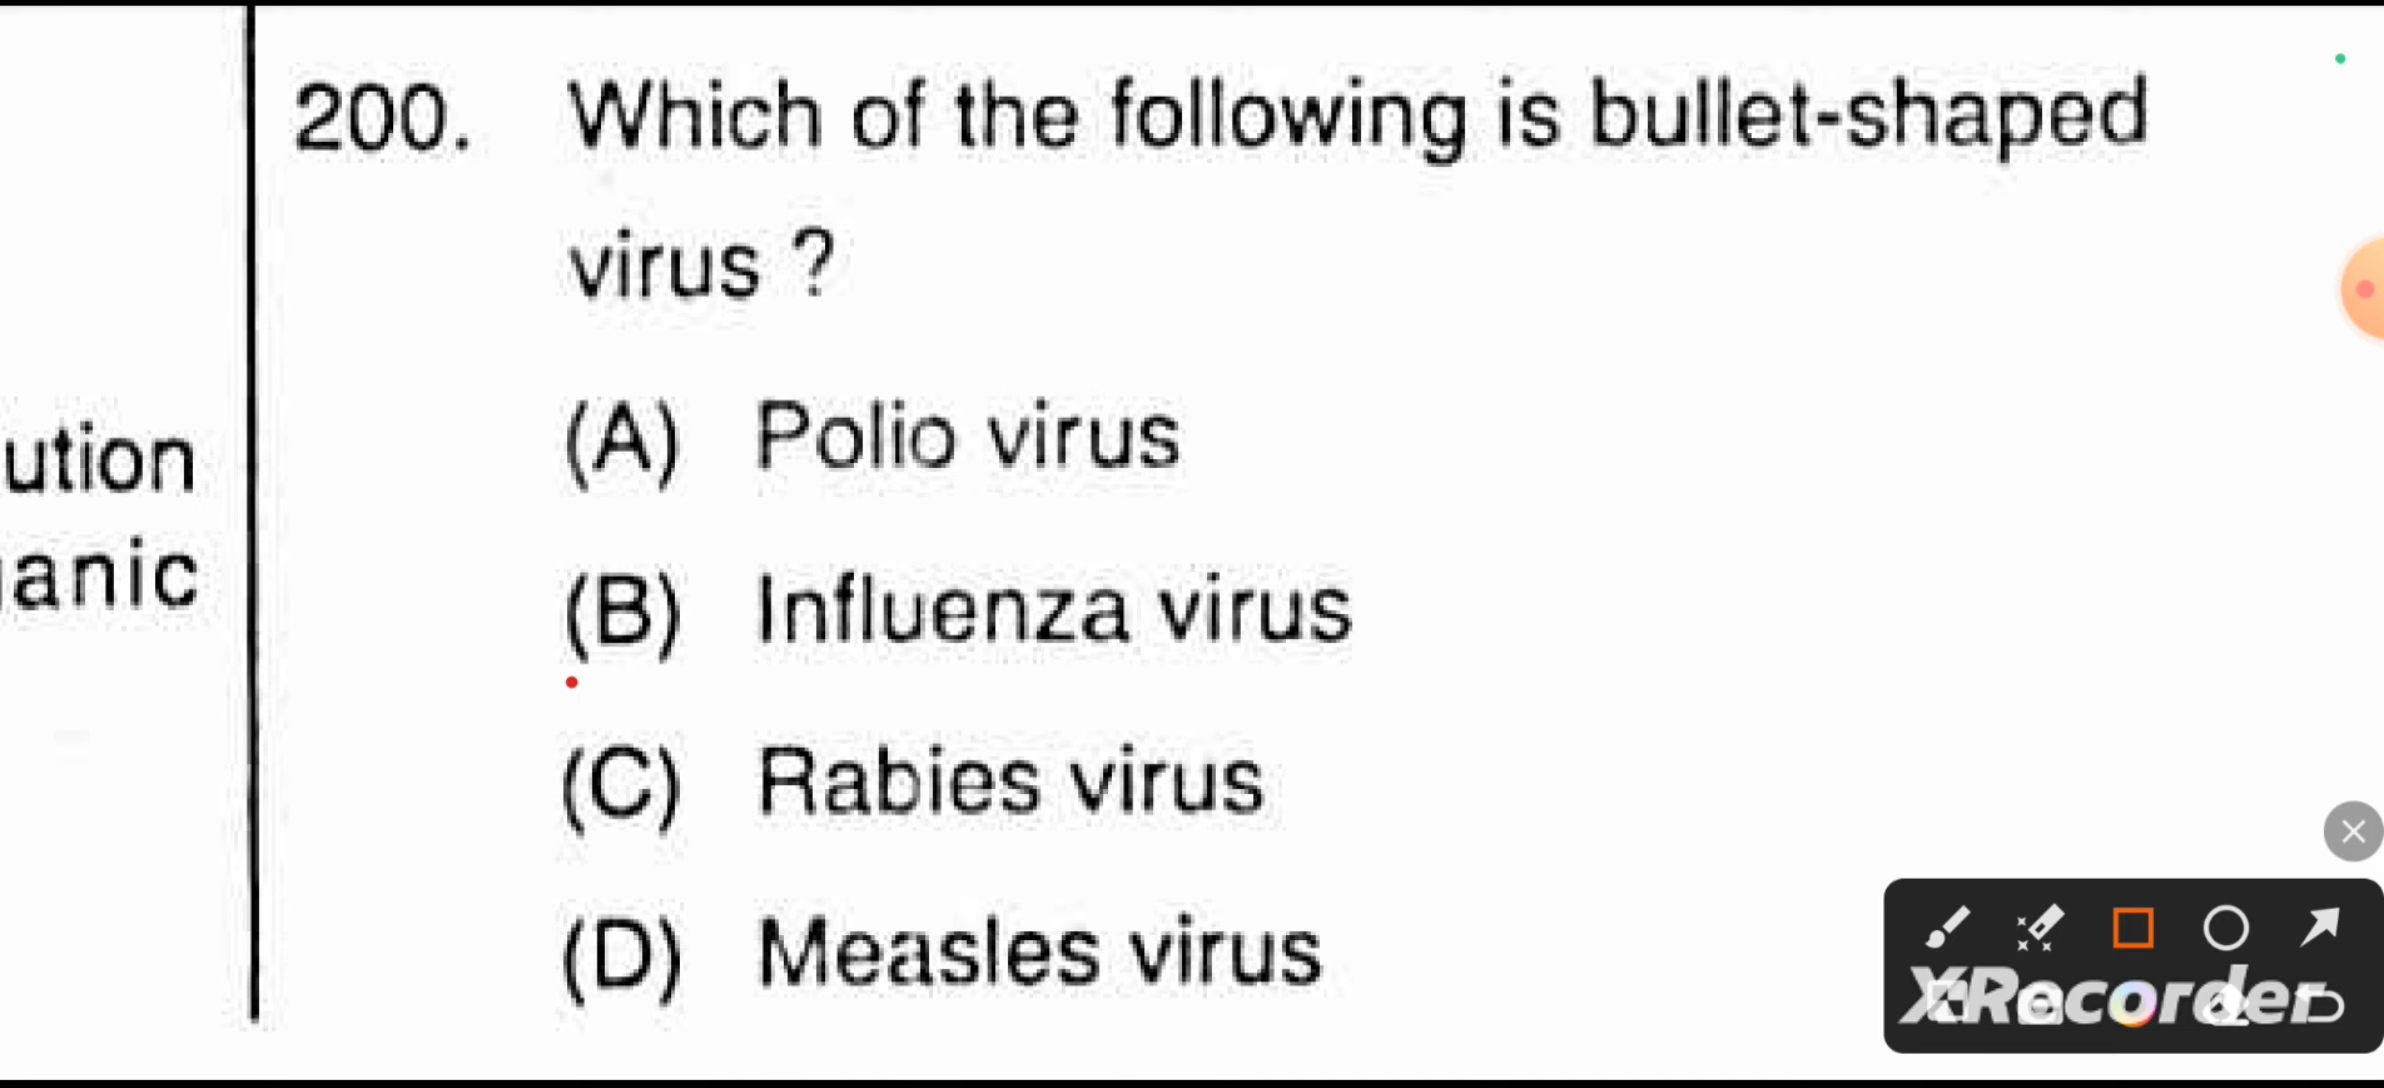 200. Which of the following is bullet-shaped
virus ?
(A) Polio virus
(B) Influenza virus
(C) Rabies virus
(D) Measles virus
ution
anic
XRecorder